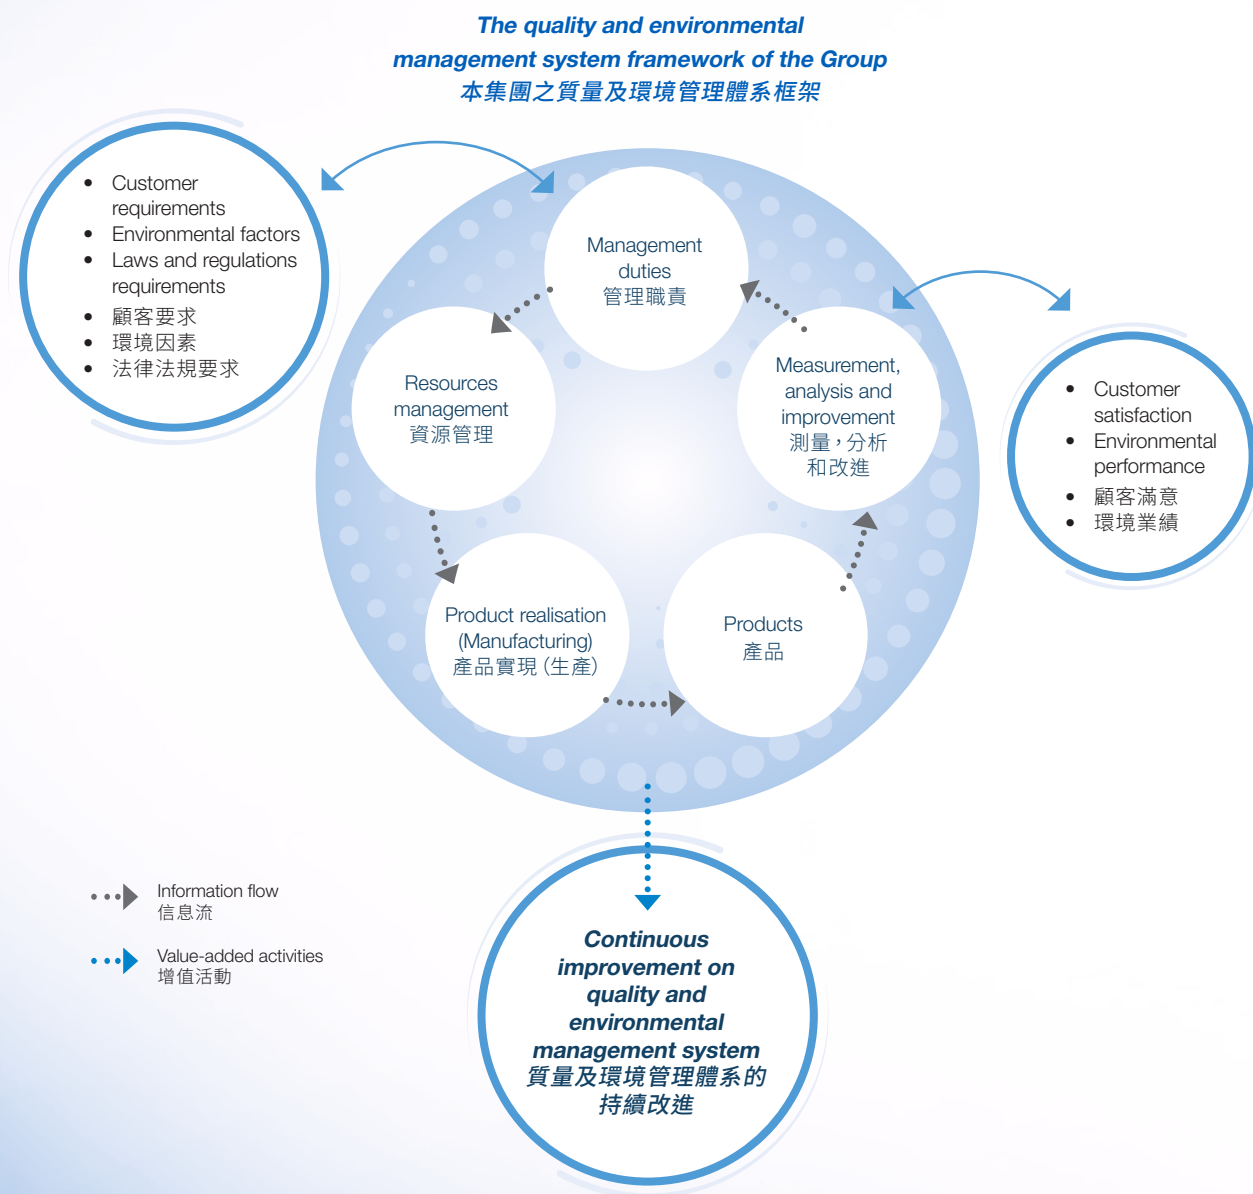 The quality and environmental
management system framework of the Group
本集團之質量及環境管理體系框架
• Customer
requirements
• Environmental factors
• Laws and regulations
requirements
• 顧客要求
• 環境因素
• 法律法規要求
Management
duties
管理職責
Resources
management
資源管理
Measurement,
analysis and
improvement
測量，分析
和改進
• Customer
satisfaction
• Environmental
performance
• 顧客滿意
• 環境業績
Product realisation
(Manufacturing)
產品實現（生產）
Products
產品
Information flow
信息流
Value-added activities
增值活動
Continuous
improvement on
quality and
environmental
management system
質量及環境管理體系的
持續改進